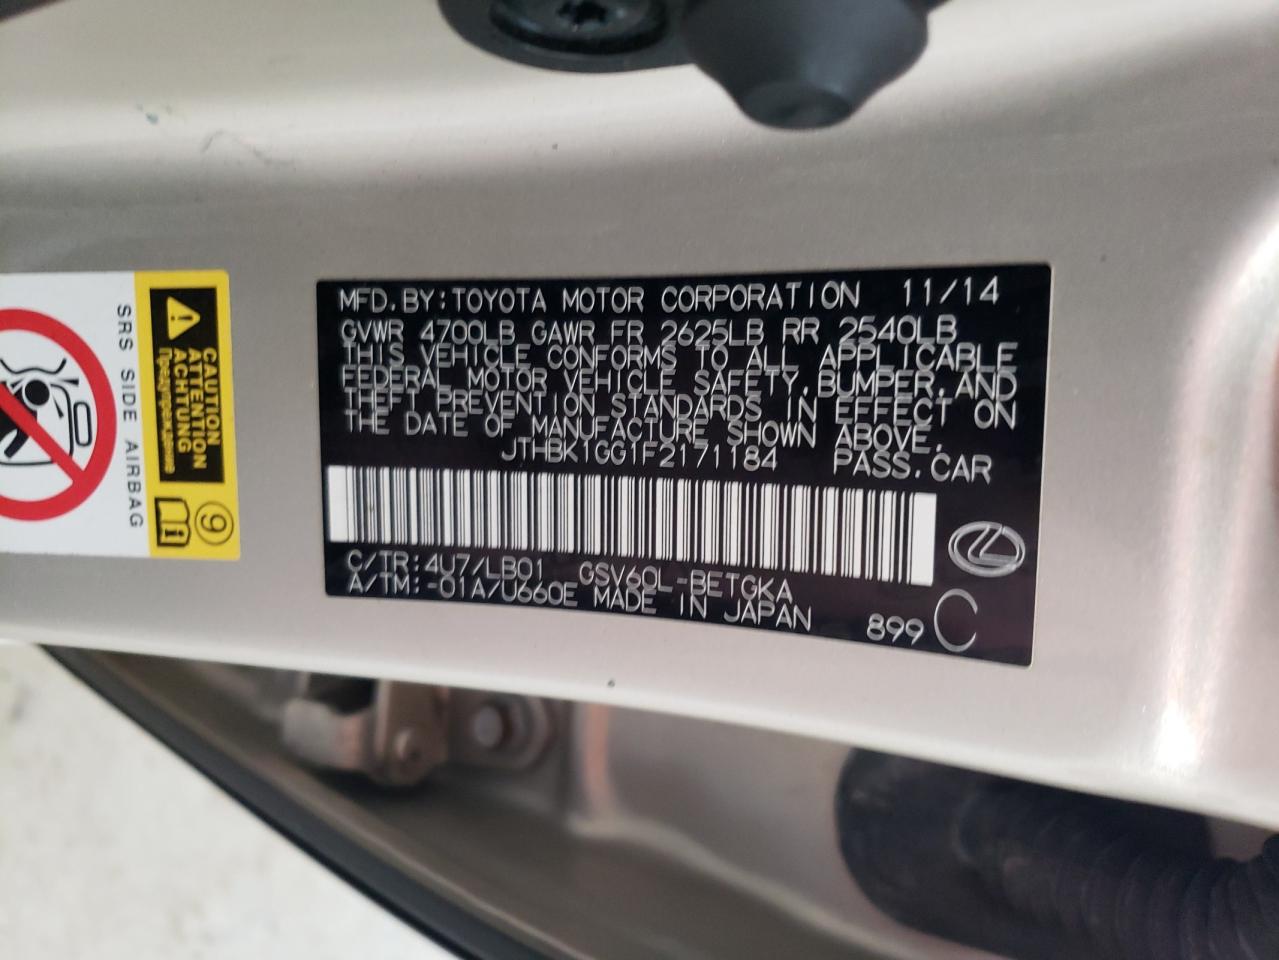 MFD.BY:TOYOTA MOTOR CORPORATION 11/14
GVWR 4700LB GAWR FR 2625LB RR 2540LB
THIS VEHICLE CONFORMS TO ALL APPLICABLE
FEDERAL MOTOR VEHICLE SAFETY,BUMPER,AND
THEFT PREVENTION STANDARDS IN EFFECT ON
THE DATE OF MANUFACTURE SHOWN ABOVE.
JTHBK1GG1F2171184 PASS.CAR
C/TR:4U7/LB01 GSV60L-BETGKA
A/TM:-01A/U660E MADE IN JAPAN
899 C
CAUTION
ATTENTION
ACHTUNG
Предупреждение
9
SRS SIDE AIRBAG